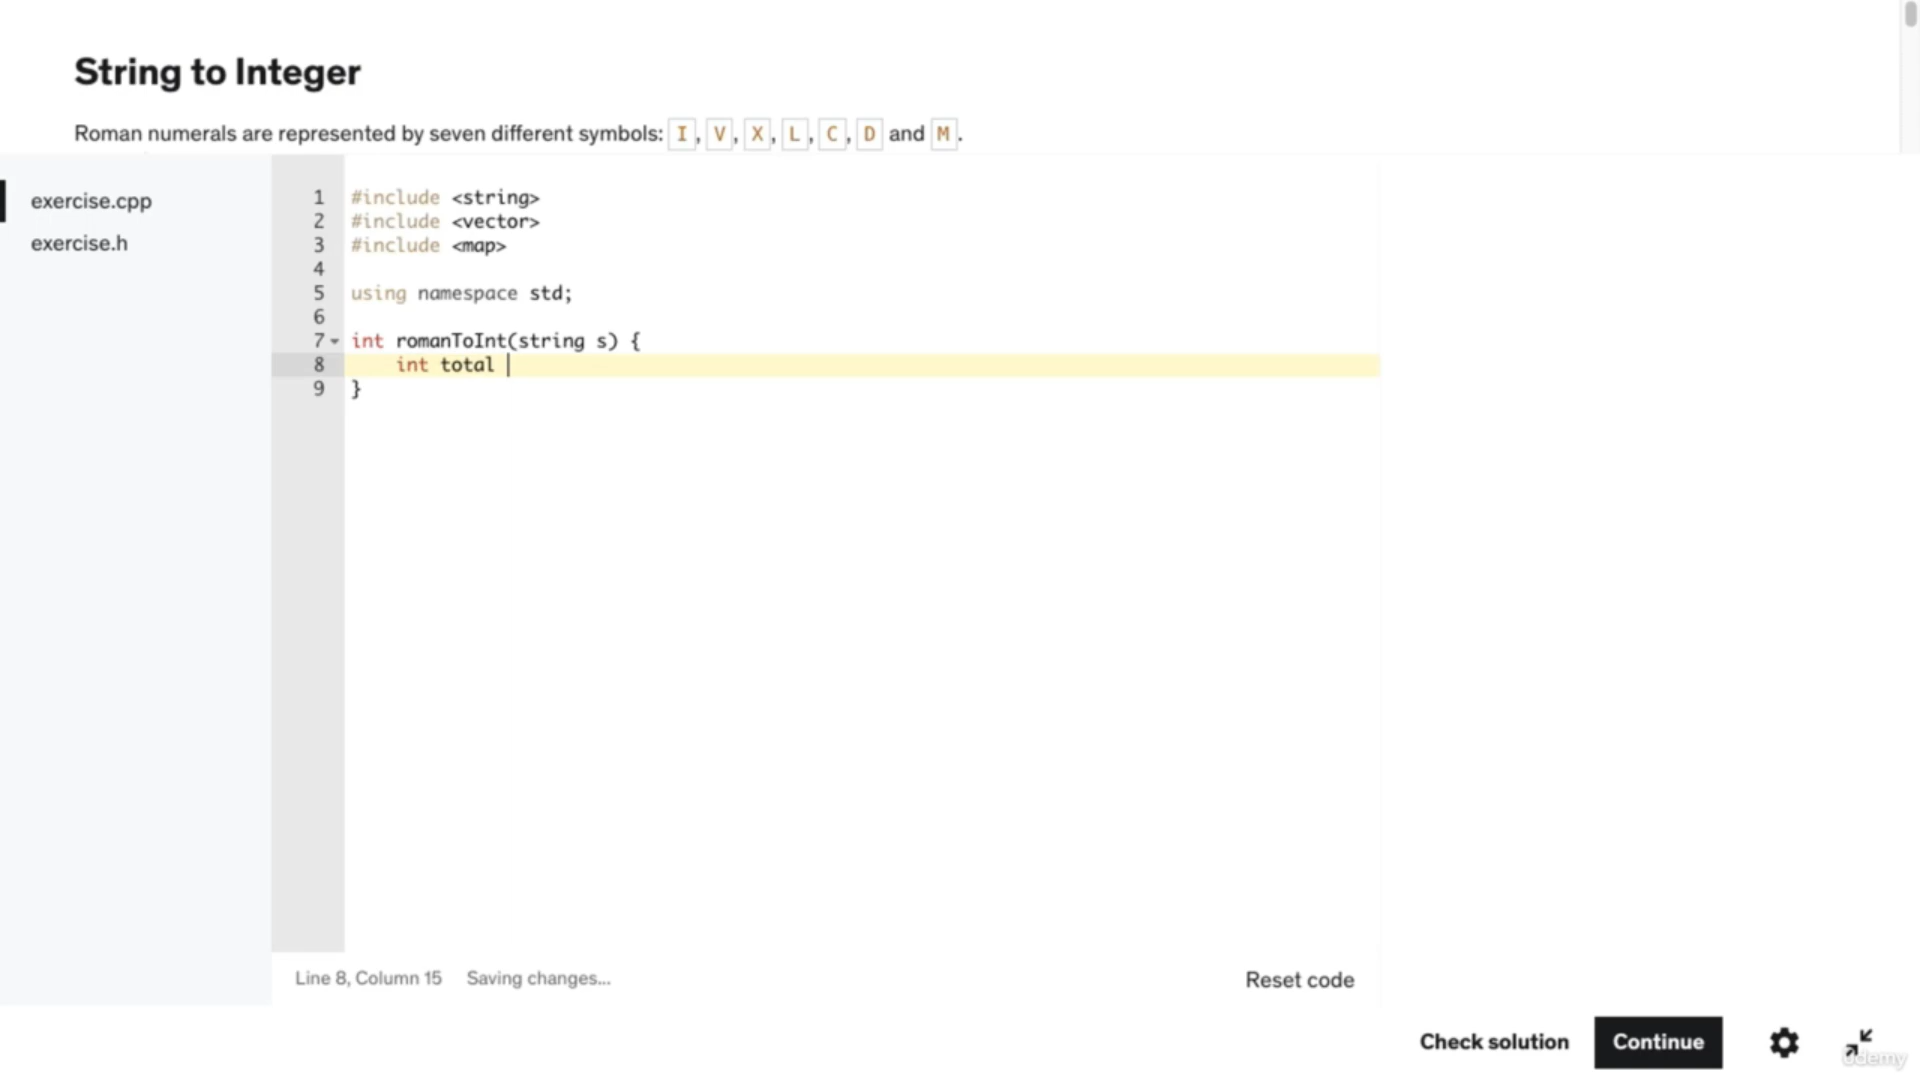 String to Integer
Roman numerals are represented by seven different symbols: I, V, X, L, C, D and M.
exercise.cpp
exercise.h
1 #include <string>
2 #include <vector>
3 #include <map>
4
5 using namespace std;
6
7 int romanToInt(string s) {
8 int total
9 }
Line 8, Column 15 Saving changes... Reset code
Check solution Continue
udemy